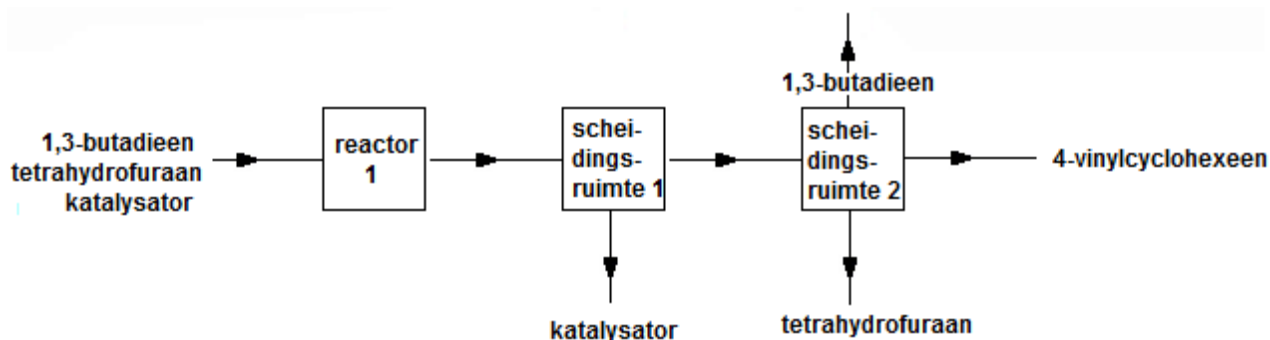 1,3-butadieen
tetrahydrofuraan
katalysator
reactor
1
schei-
dings-
ruimte 1
katalysator
1,3-butadieen
schei-
dings-
ruimte 2
tetrahydrofuraan
4-vinylcyclohexeen